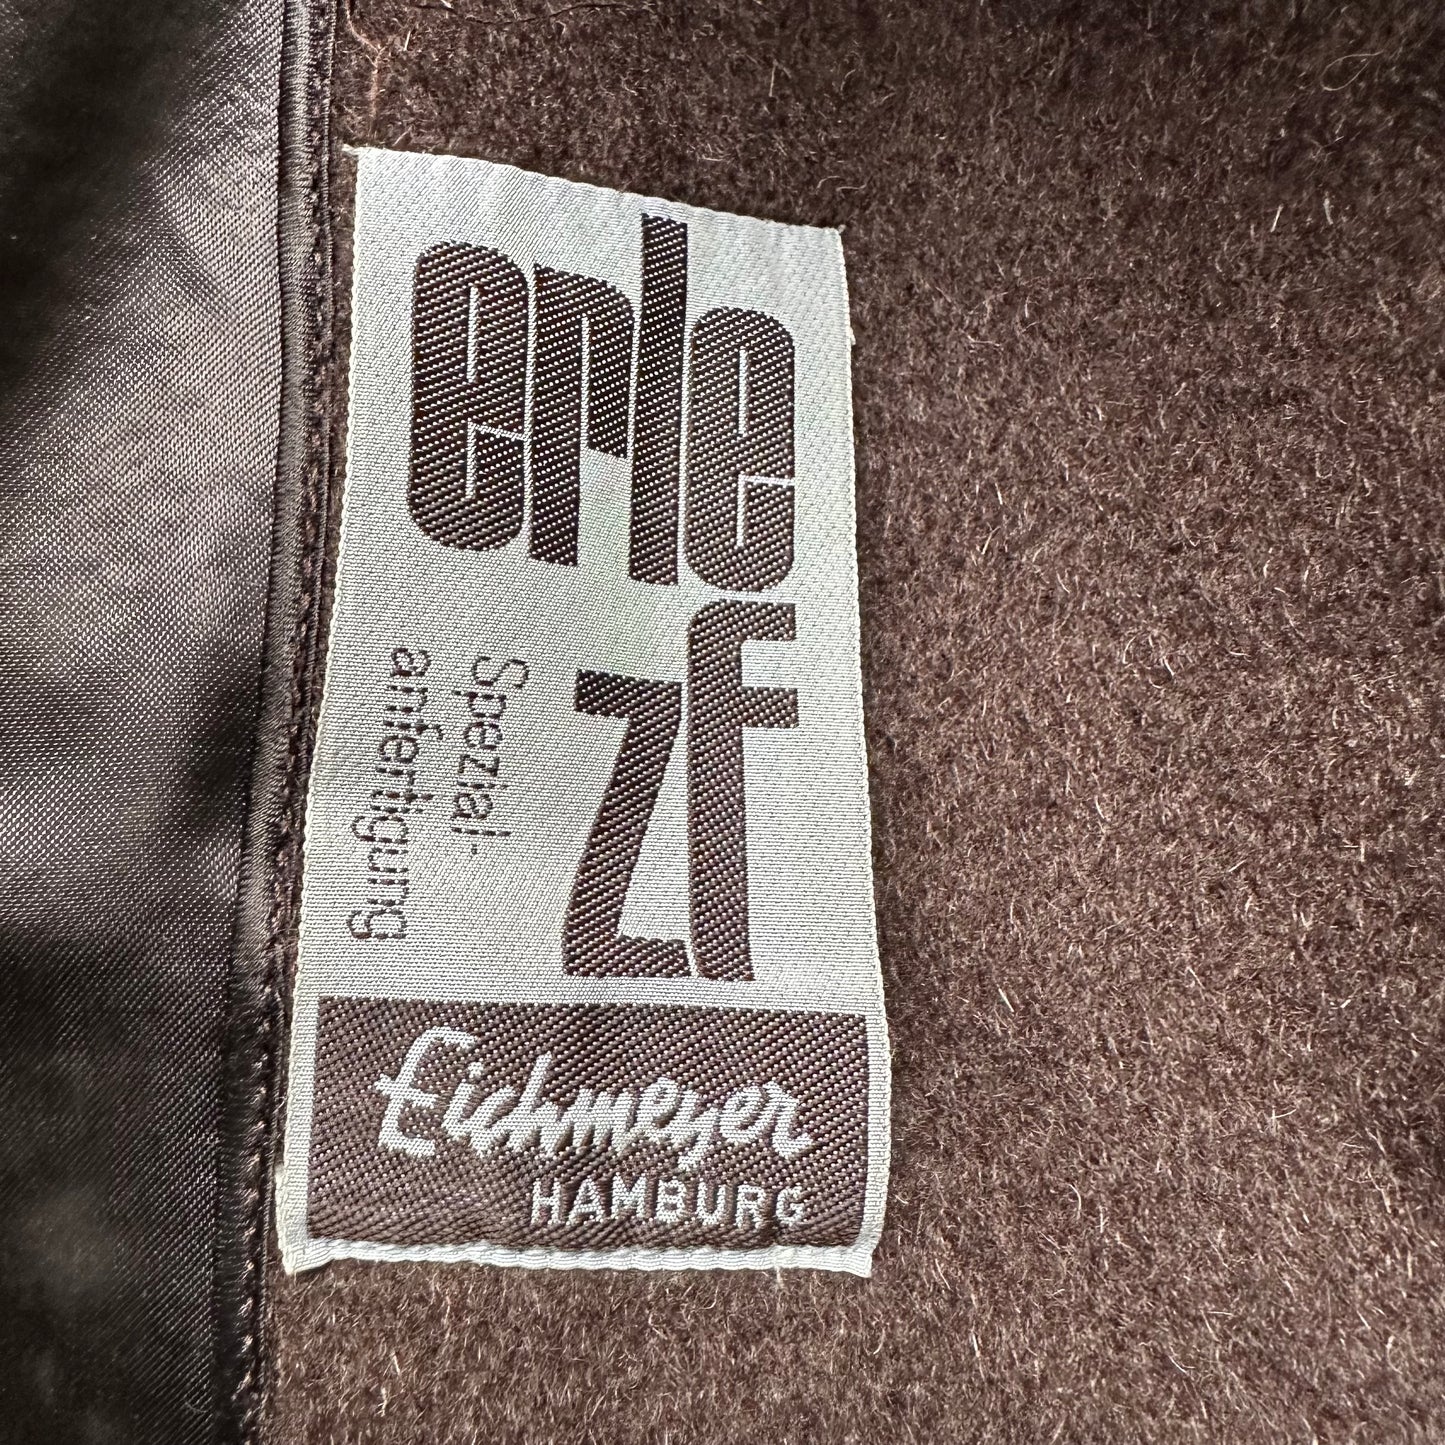 erle
zf
Spezial-
anfertigung
Eichmeyer
HAMBURG